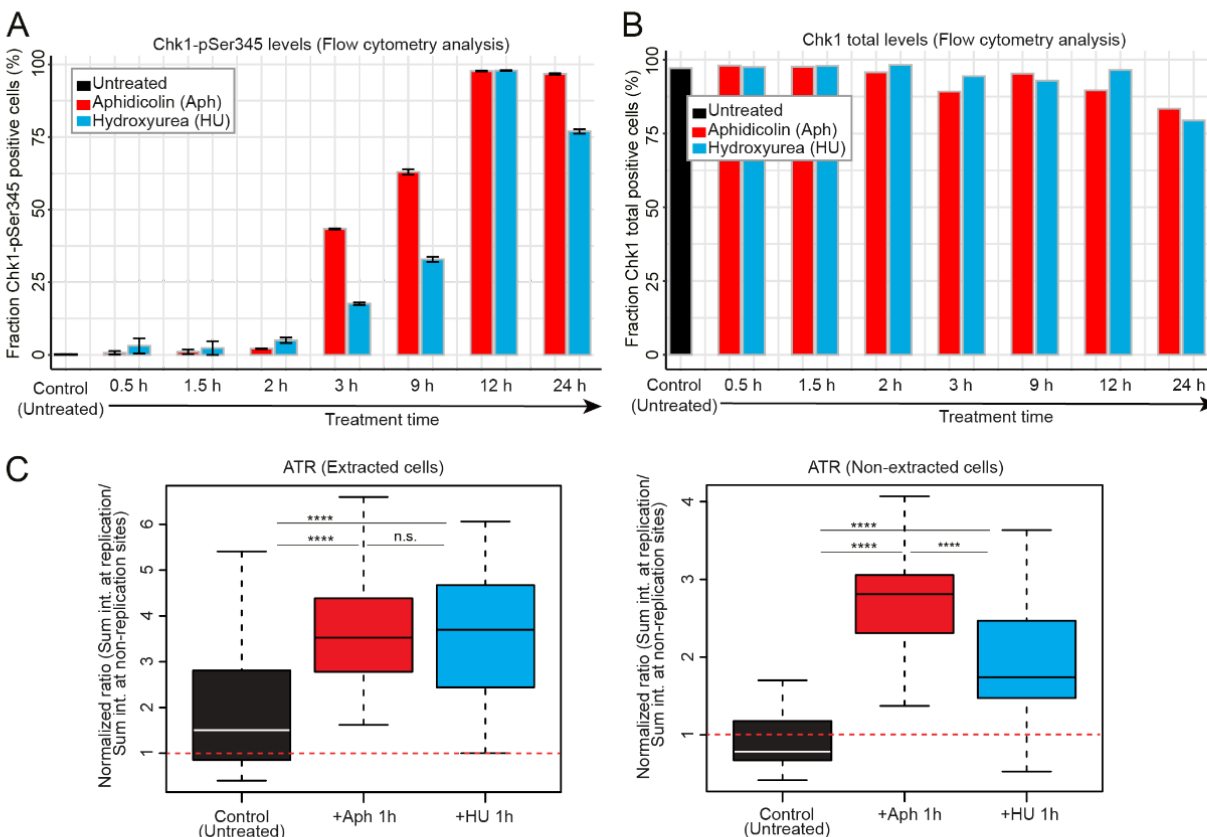 A
Chk1-pSer345 levels (Flow cytometry analysis)
Fraction Chk1-pSer345 positive cells (%)
100
75
50
25
0
Untreated
Aphidicolin (Aph)
Hydroxyurea (HU)
Control
(Untreated)
0.5 h
1.5 h
2 h
3 h
9 h
12 h
24 h
Treatment time
B
Chk1 total levels (Flow cytometry analysis)
Fraction Chk1 total positive cells (%)
100
75
50
25
0
Untreated
Aphidicolin (Aph)
Hydroxyurea (HU)
Control
(Untreated)
0.5 h
1.5 h
2 h
3 h
9 h
12 h
24 h
Treatment time
C
ATR (Extracted cells)
Normalized ratio (Sum int. at replication/
Sum int. at non-replication sites)
6
5
4
3
2
1
****
****
n.s.
Control
(Untreated)
+Aph 1h
+HU 1h
ATR (Non-extracted cells)
Normalized ratio (Sum int. at replication/
Sum int. at non-replication sites)
4
3
2
1
****
****
****
Control
(Untreated)
+Aph 1h
+HU 1h